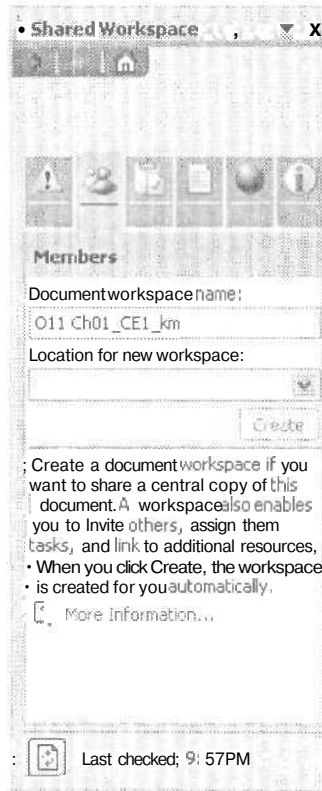 • Shared Workspace , ▼ X
Members
Document workspace name:
O11 Ch01_CE1_km
Location for new workspace:
Create
; Create a document workspace if you
want to share a central copy of this
document. A workspace also enables
you to Invite others, assign them
tasks, and link to additional resources,
• When you click Create, the workspace
• is created for you automatically.
More Information...
: Last checked; 9: 57PM